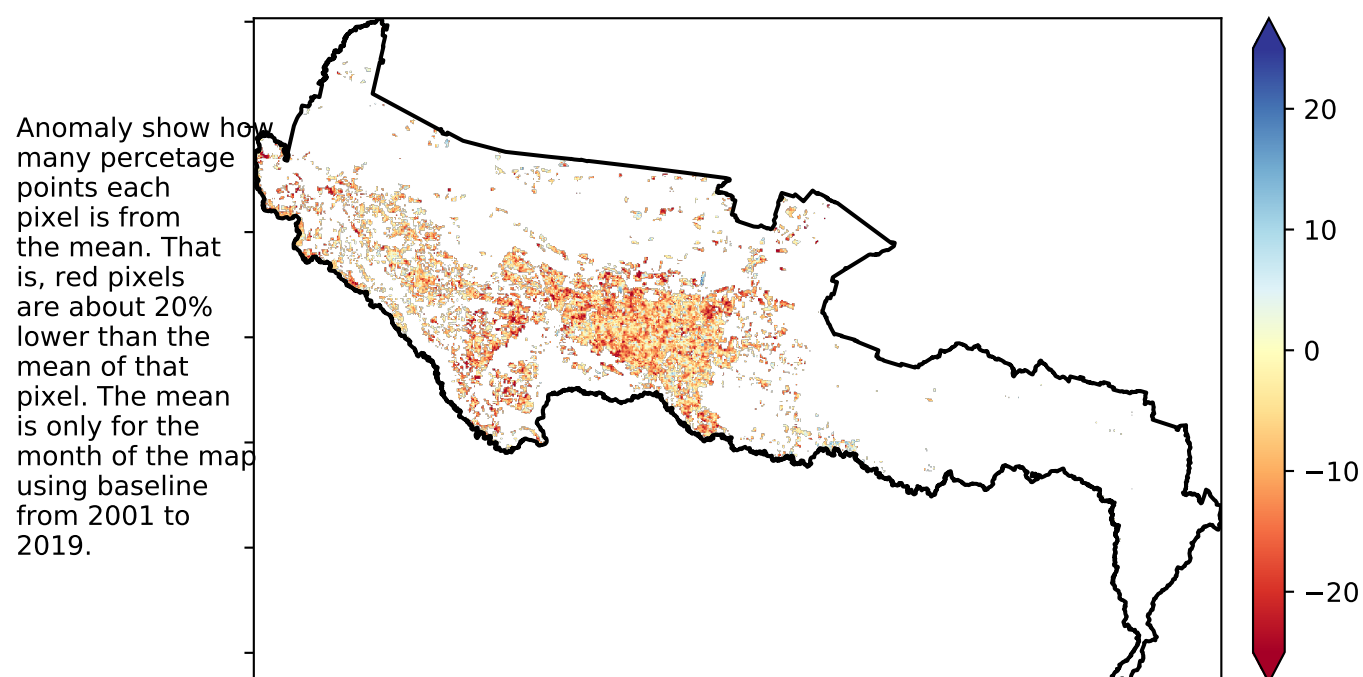 Anomaly show how
many percetage
points each
pixel is from
the mean. That
is, red pixels
are about 20%
lower than the
mean of that
pixel. The mean
is only for the
month of the map
using baseline
from 2001 to
2019.
20
10
0
−10
−20